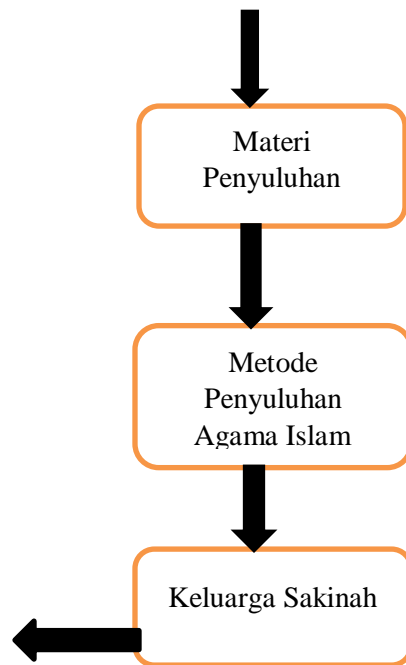 Materi
Penyuluhan
Metode
Penyuluhan
Agama Islam
Keluarga Sakinah